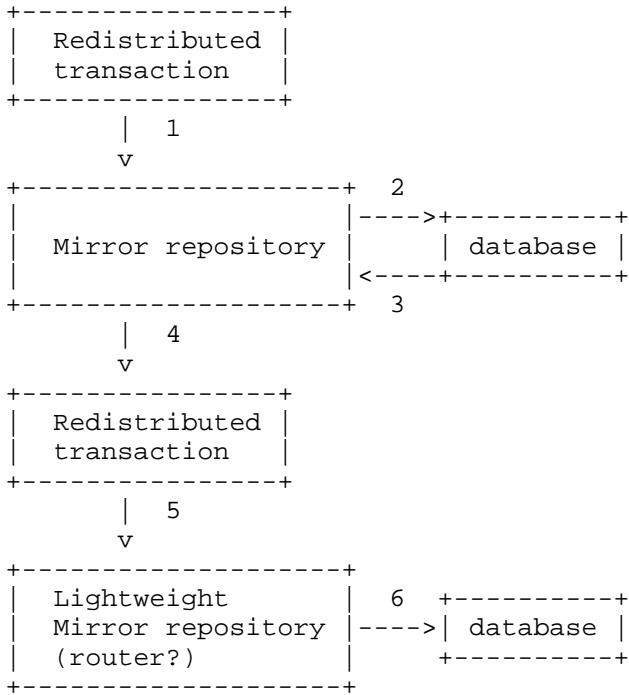 Redistributed
transaction
1
2
Mirror repository
database
3
4
Redistributed
transaction
5
Lightweight
6
Mirror repository
database
(router?)